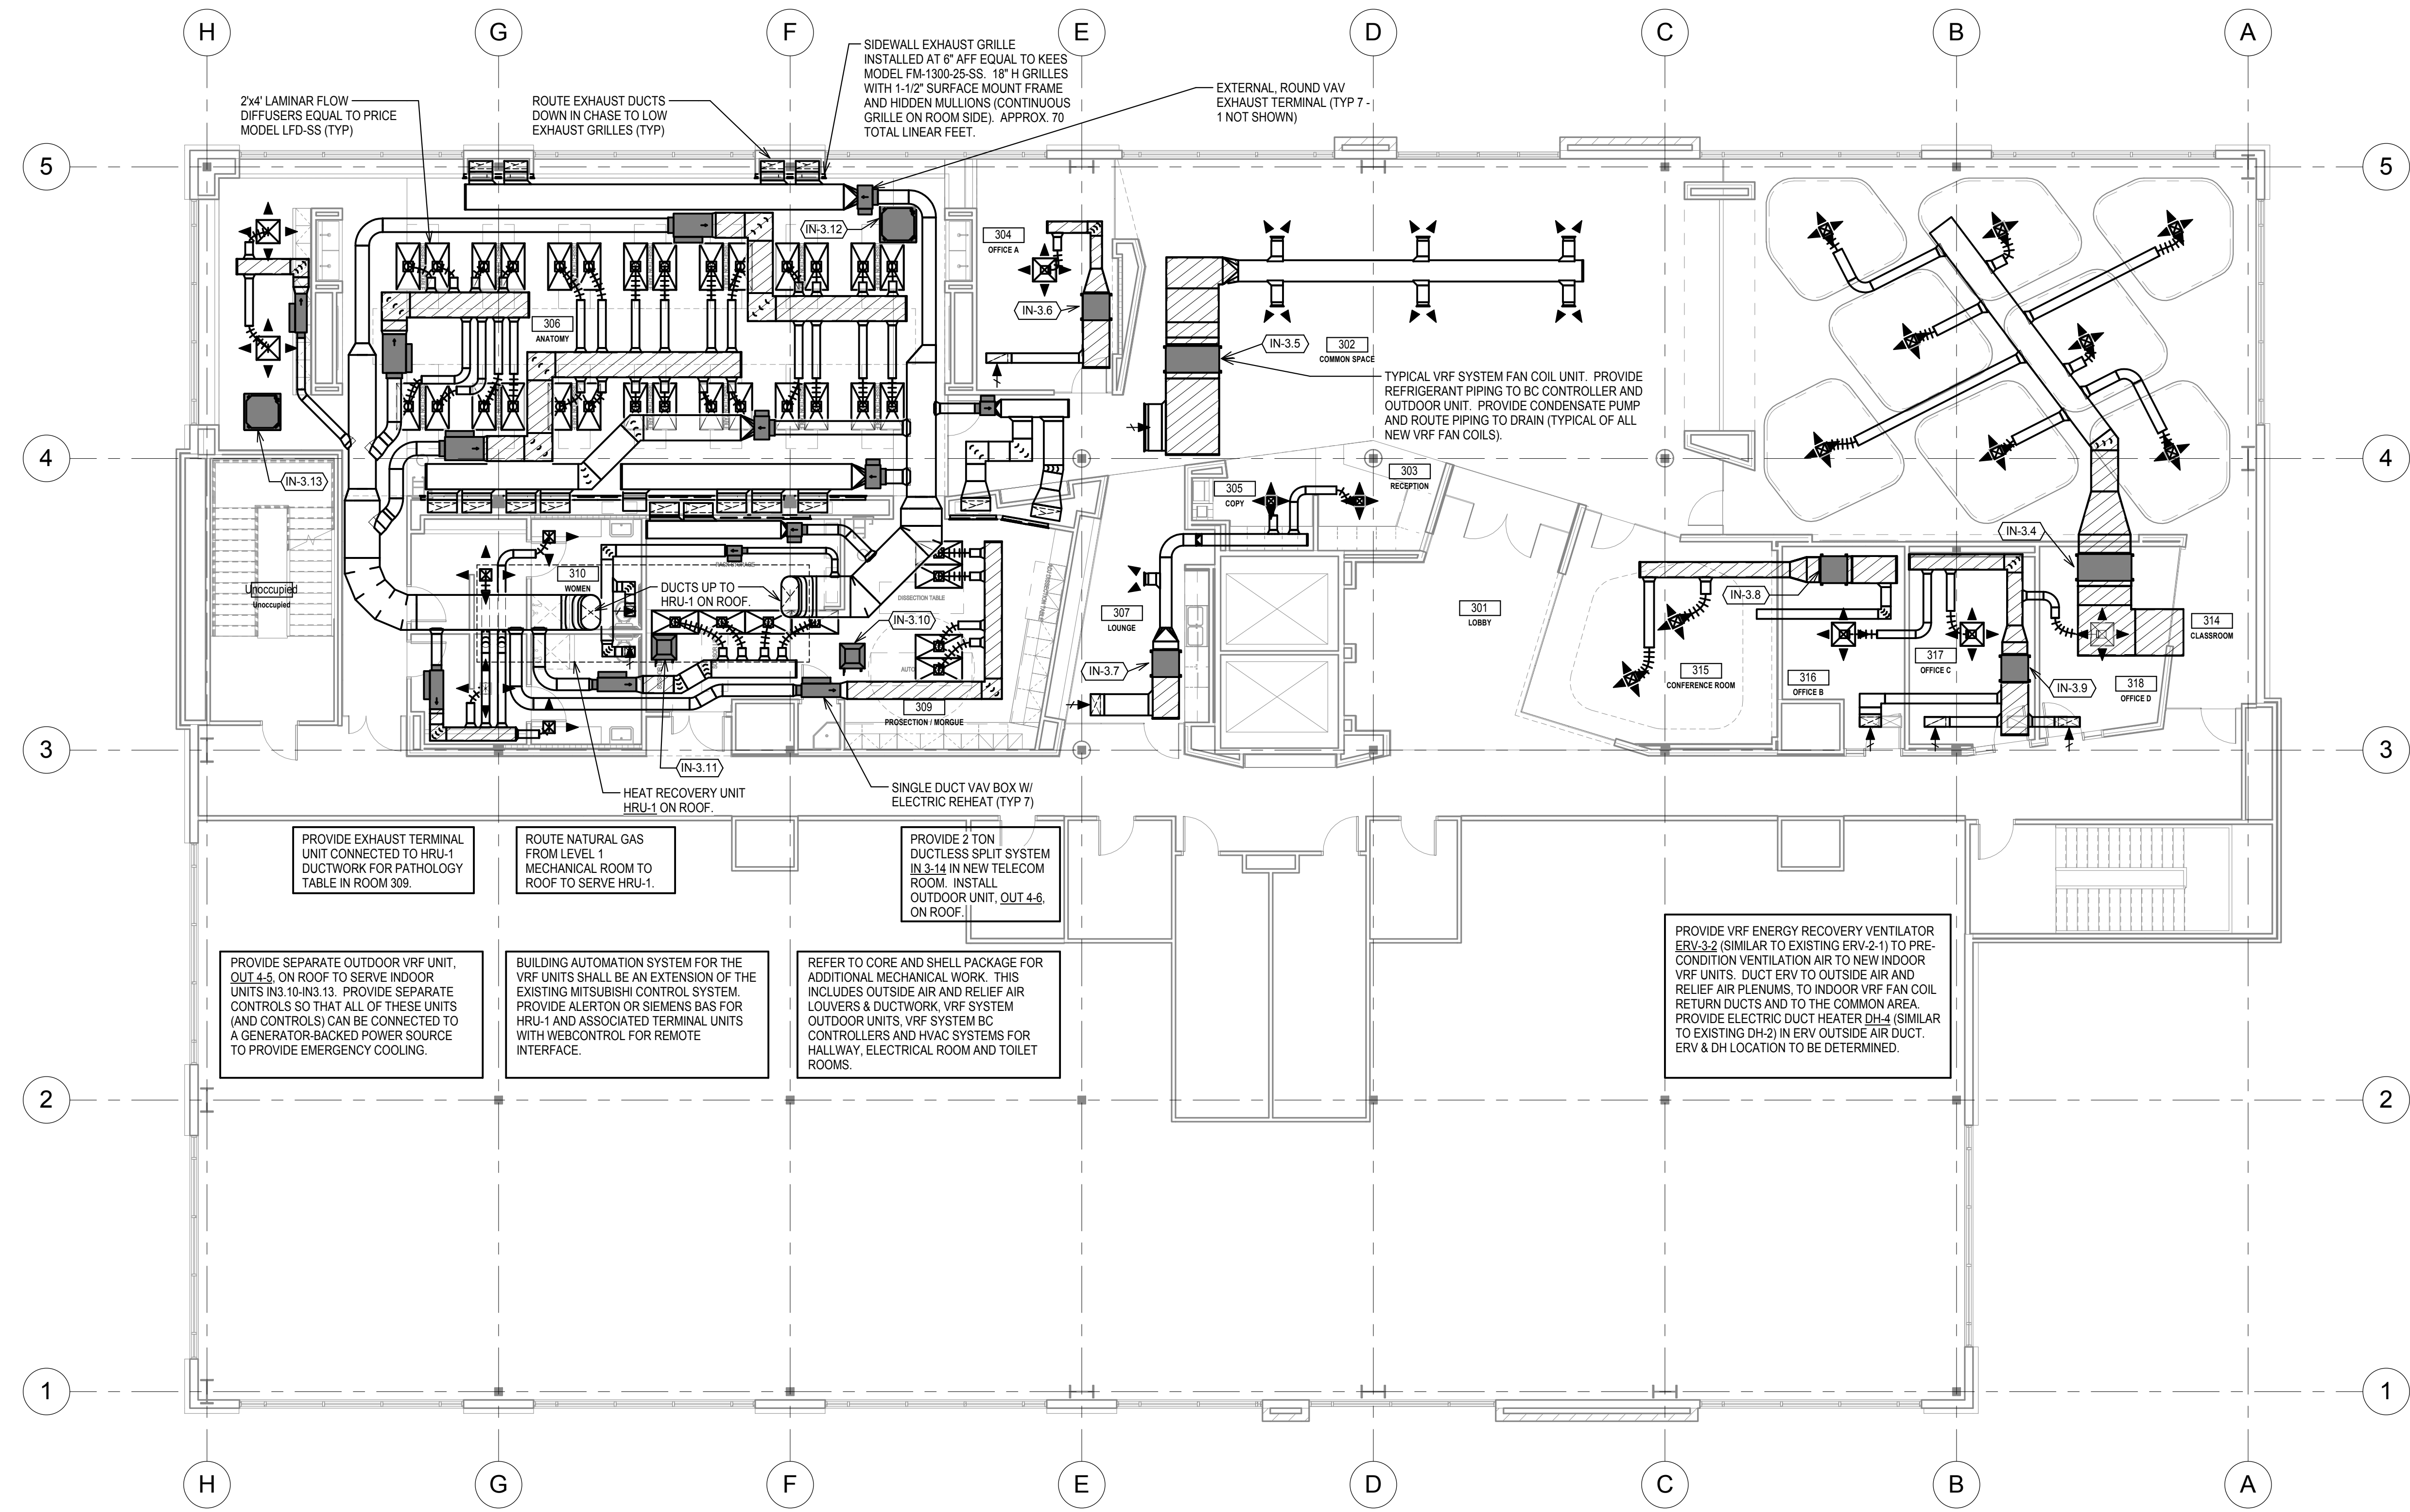 H
G
F
E
D
C
B
A
SIDEWALL EXHAUST GRILLE
INSTALLED AT 6" AFF EQUAL TO KEES
MODEL FM-1300-25-SS. 18" H GRILLES
WITH 1-1/2" SURFACE MOUNT FRAME
AND HIDDEN MULLIONS (CONTINUOUS
GRILLE ON ROOM SIDE). APPROX. 70
TOTAL LINEAR FEET.
2'x4' LAMINAR FLOW
DIFFUSERS EQUAL TO PRICE
MODEL LFD-SS (TYP)
ROUTE EXHAUST DUCTS
DOWN IN CHASE TO LOW
EXHAUST GRILLES (TYP)
EXTERNAL, ROUND VAV
EXHAUST TERMINAL (TYP 7 -
1 NOT SHOWN)
5
5
IN-3.12
304
OFFICE A
IN-3.6
306
ANATOMY
IN-3.5
302
COMMON SPACE
TYPICAL VRF SYSTEM FAN COIL UNIT. PROVIDE
REFRIGERANT PIPING TO BC CONTROLLER AND
OUTDOOR UNIT. PROVIDE CONDENSATE PUMP
AND ROUTE PIPING TO DRAIN (TYPICAL OF ALL
NEW VRF FAN COILS).
4
4
IN-3.13
305
COPY
303
RECEPTION
IN-3.4
Unoccupied
Unoccupied
310
WOMEN
DUCTS UP TO
HRU-1 ON ROOF.
DISSECTION TABLE
IN-3.10
307
LOUNGE
301
LOBBY
IN-3.8
314
CLASSROOM
IN-3.7
315
CONFERENCE ROOM
316
OFFICE B
317
OFFICE C
IN-3.9
318
OFFICE D
AUTO
309
PROSECTION / MORGUE
3
3
IN-3.11
HEAT RECOVERY UNIT
HRU-1 ON ROOF.
SINGLE DUCT VAV BOX W/
ELECTRIC REHEAT (TYP 7)
PROVIDE EXHAUST TERMINAL
UNIT CONNECTED TO HRU-1
DUCTWORK FOR PATHOLOGY
TABLE IN ROOM 309.
ROUTE NATURAL GAS
FROM LEVEL 1
MECHANICAL ROOM TO
ROOF TO SERVE HRU-1.
PROVIDE 2 TON
DUCTLESS SPLIT SYSTEM
IN 3-14 IN NEW TELECOM
ROOM. INSTALL
OUTDOOR UNIT, OUT 4-6,
ON ROOF.
PROVIDE VRF ENERGY RECOVERY VENTILATOR
ERV-3-2 (SIMILAR TO EXISTING ERV-2-1) TO PRE-
CONDITION VENTILATION AIR TO NEW INDOOR
VRF UNITS. DUCT ERV TO OUTSIDE AIR AND
RELIEF AIR PLENUMS, TO INDOOR VRF FAN COIL
RETURN DUCTS AND TO THE COMMON AREA.
PROVIDE ELECTRIC DUCT HEATER DH-4 (SIMILAR
TO EXISTING DH-2) IN ERV OUTSIDE AIR DUCT.
ERV & DH LOCATION TO BE DETERMINED.
PROVIDE SEPARATE OUTDOOR VRF UNIT,
OUT 4-5, ON ROOF TO SERVE INDOOR
UNITS IN3.10-IN3.13. PROVIDE SEPARATE
CONTROLS SO THAT ALL OF THESE UNITS
(AND CONTROLS) CAN BE CONNECTED TO
A GENERATOR-BACKED POWER SOURCE
TO PROVIDE EMERGENCY COOLING.
BUILDING AUTOMATION SYSTEM FOR THE
VRF UNITS SHALL BE AN EXTENSION OF THE
EXISTING MITSUBISHI CONTROL SYSTEM.
PROVIDE ALERTON OR SIEMENS BAS FOR
HRU-1 AND ASSOCIATED TERMINAL UNITS
WITH WEBCONTROL FOR REMOTE
INTERFACE.
REFER TO CORE AND SHELL PACKAGE FOR
ADDITIONAL MECHANICAL WORK. THIS
INCLUDES OUTSIDE AIR AND RELIEF AIR
LOUVERS & DUCTWORK, VRF SYSTEM
OUTDOOR UNITS, VRF SYSTEM BC
CONTROLLERS AND HVAC SYSTEMS FOR
HALLWAY, ELECTRICAL ROOM AND TOILET
ROOMS.
2
2
1
1
H
G
F
E
D
C
B
A